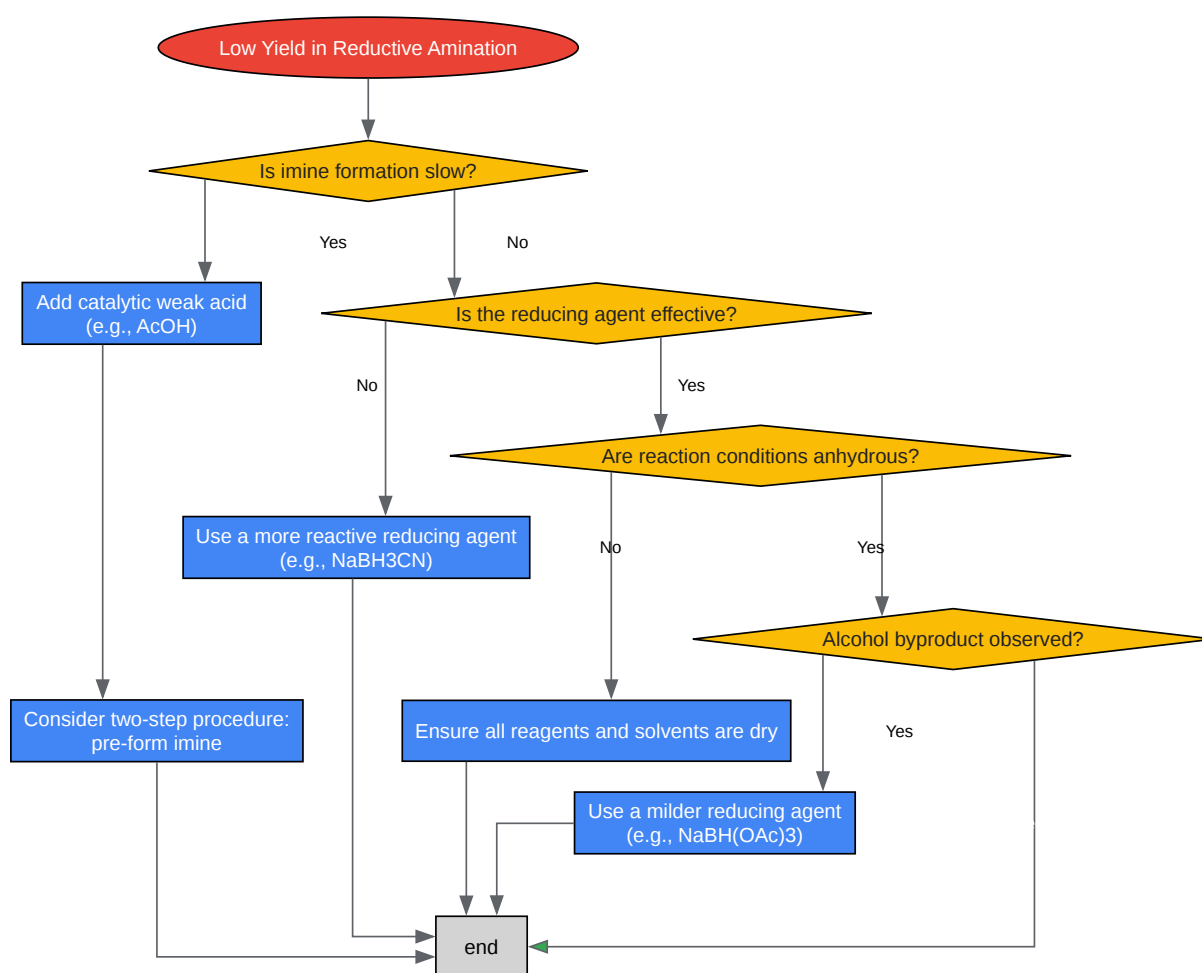 Low Yield in Reductive Amination
Is imine formation slow?
Yes
No
Add catalytic weak acid
(e.g., AcOH)
Is the reducing agent effective?
No
Yes
Are reaction conditions anhydrous?
Use a more reactive reducing agent
(e.g., NaBH3CN)
No
Yes
Alcohol byproduct observed?
Consider two-step procedure:
pre-form imine
Ensure all reagents and solvents are dry
Yes
Use a milder reducing agent
(e.g., NaBH(OAc)3)
end